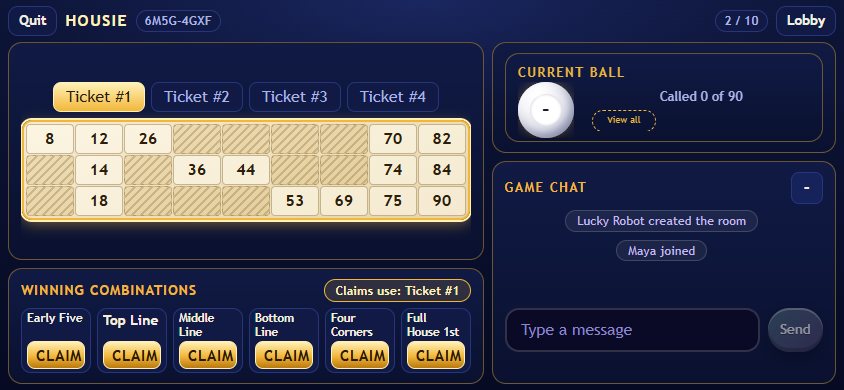 Quit HOUSIE 6M5G-4GXF 2 / 10 Lobby
Ticket #1 Ticket #2 Ticket #3 Ticket #4
8 12 26 70 82
14 36 44 74 84
18 53 69 75 90
WINNING COMBINATIONS Claims use: Ticket #1
Early Five
CLAIM
Top Line
CLAIM
Middle
Line
CLAIM
Bottom
Line
CLAIM
Four
Corners
CLAIM
Full
House 1st
CLAIM
CURRENT BALL
-
Called 0 of 90
View all
GAME CHAT -
Lucky Robot created the room
Maya joined
Type a message Send